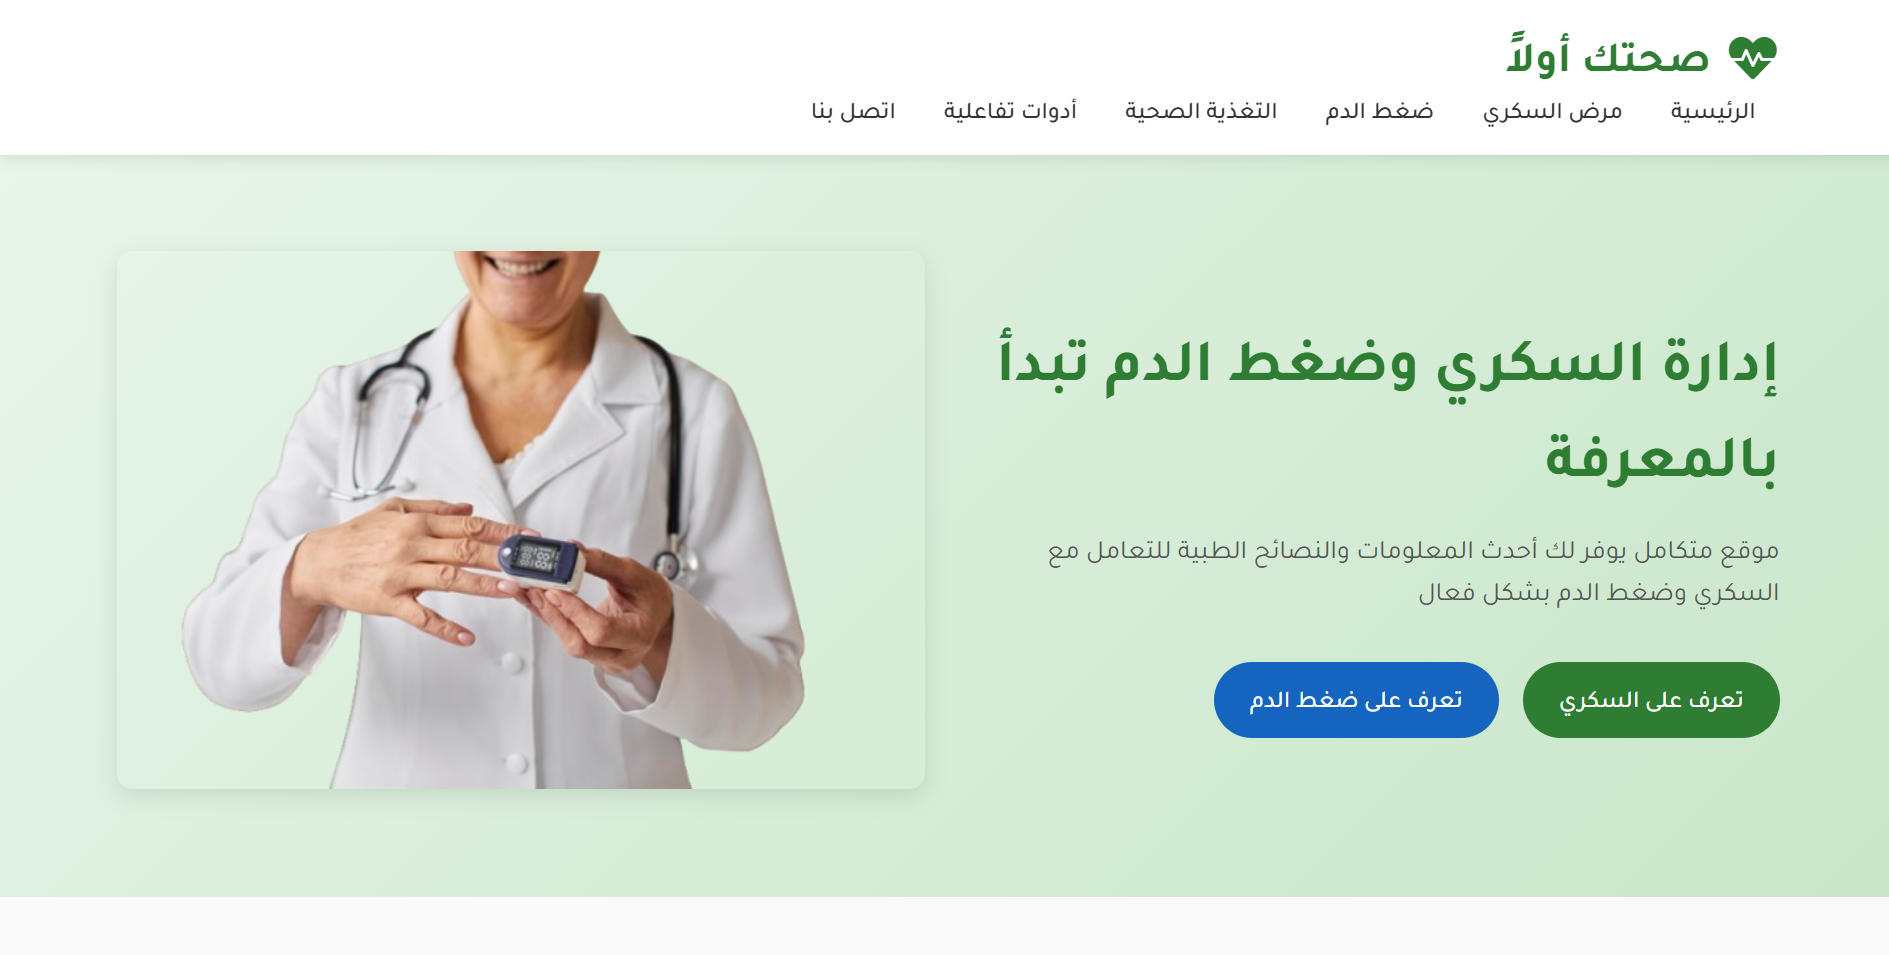 صحتك أولاً
الرئيسية مرض السكري ضغط الدم التغذية الصحية أدوات تفاعلية اتصل بنا
إدارة السكري وضغط الدم تبدأ
بالمعرفة
موقع متكامل يوفر لك أحدث المعلومات والنصائح الطبية للتعامل مع
السكري وضغط الدم بشكل فعال
تعرف على السكري تعرف على ضغط الدم